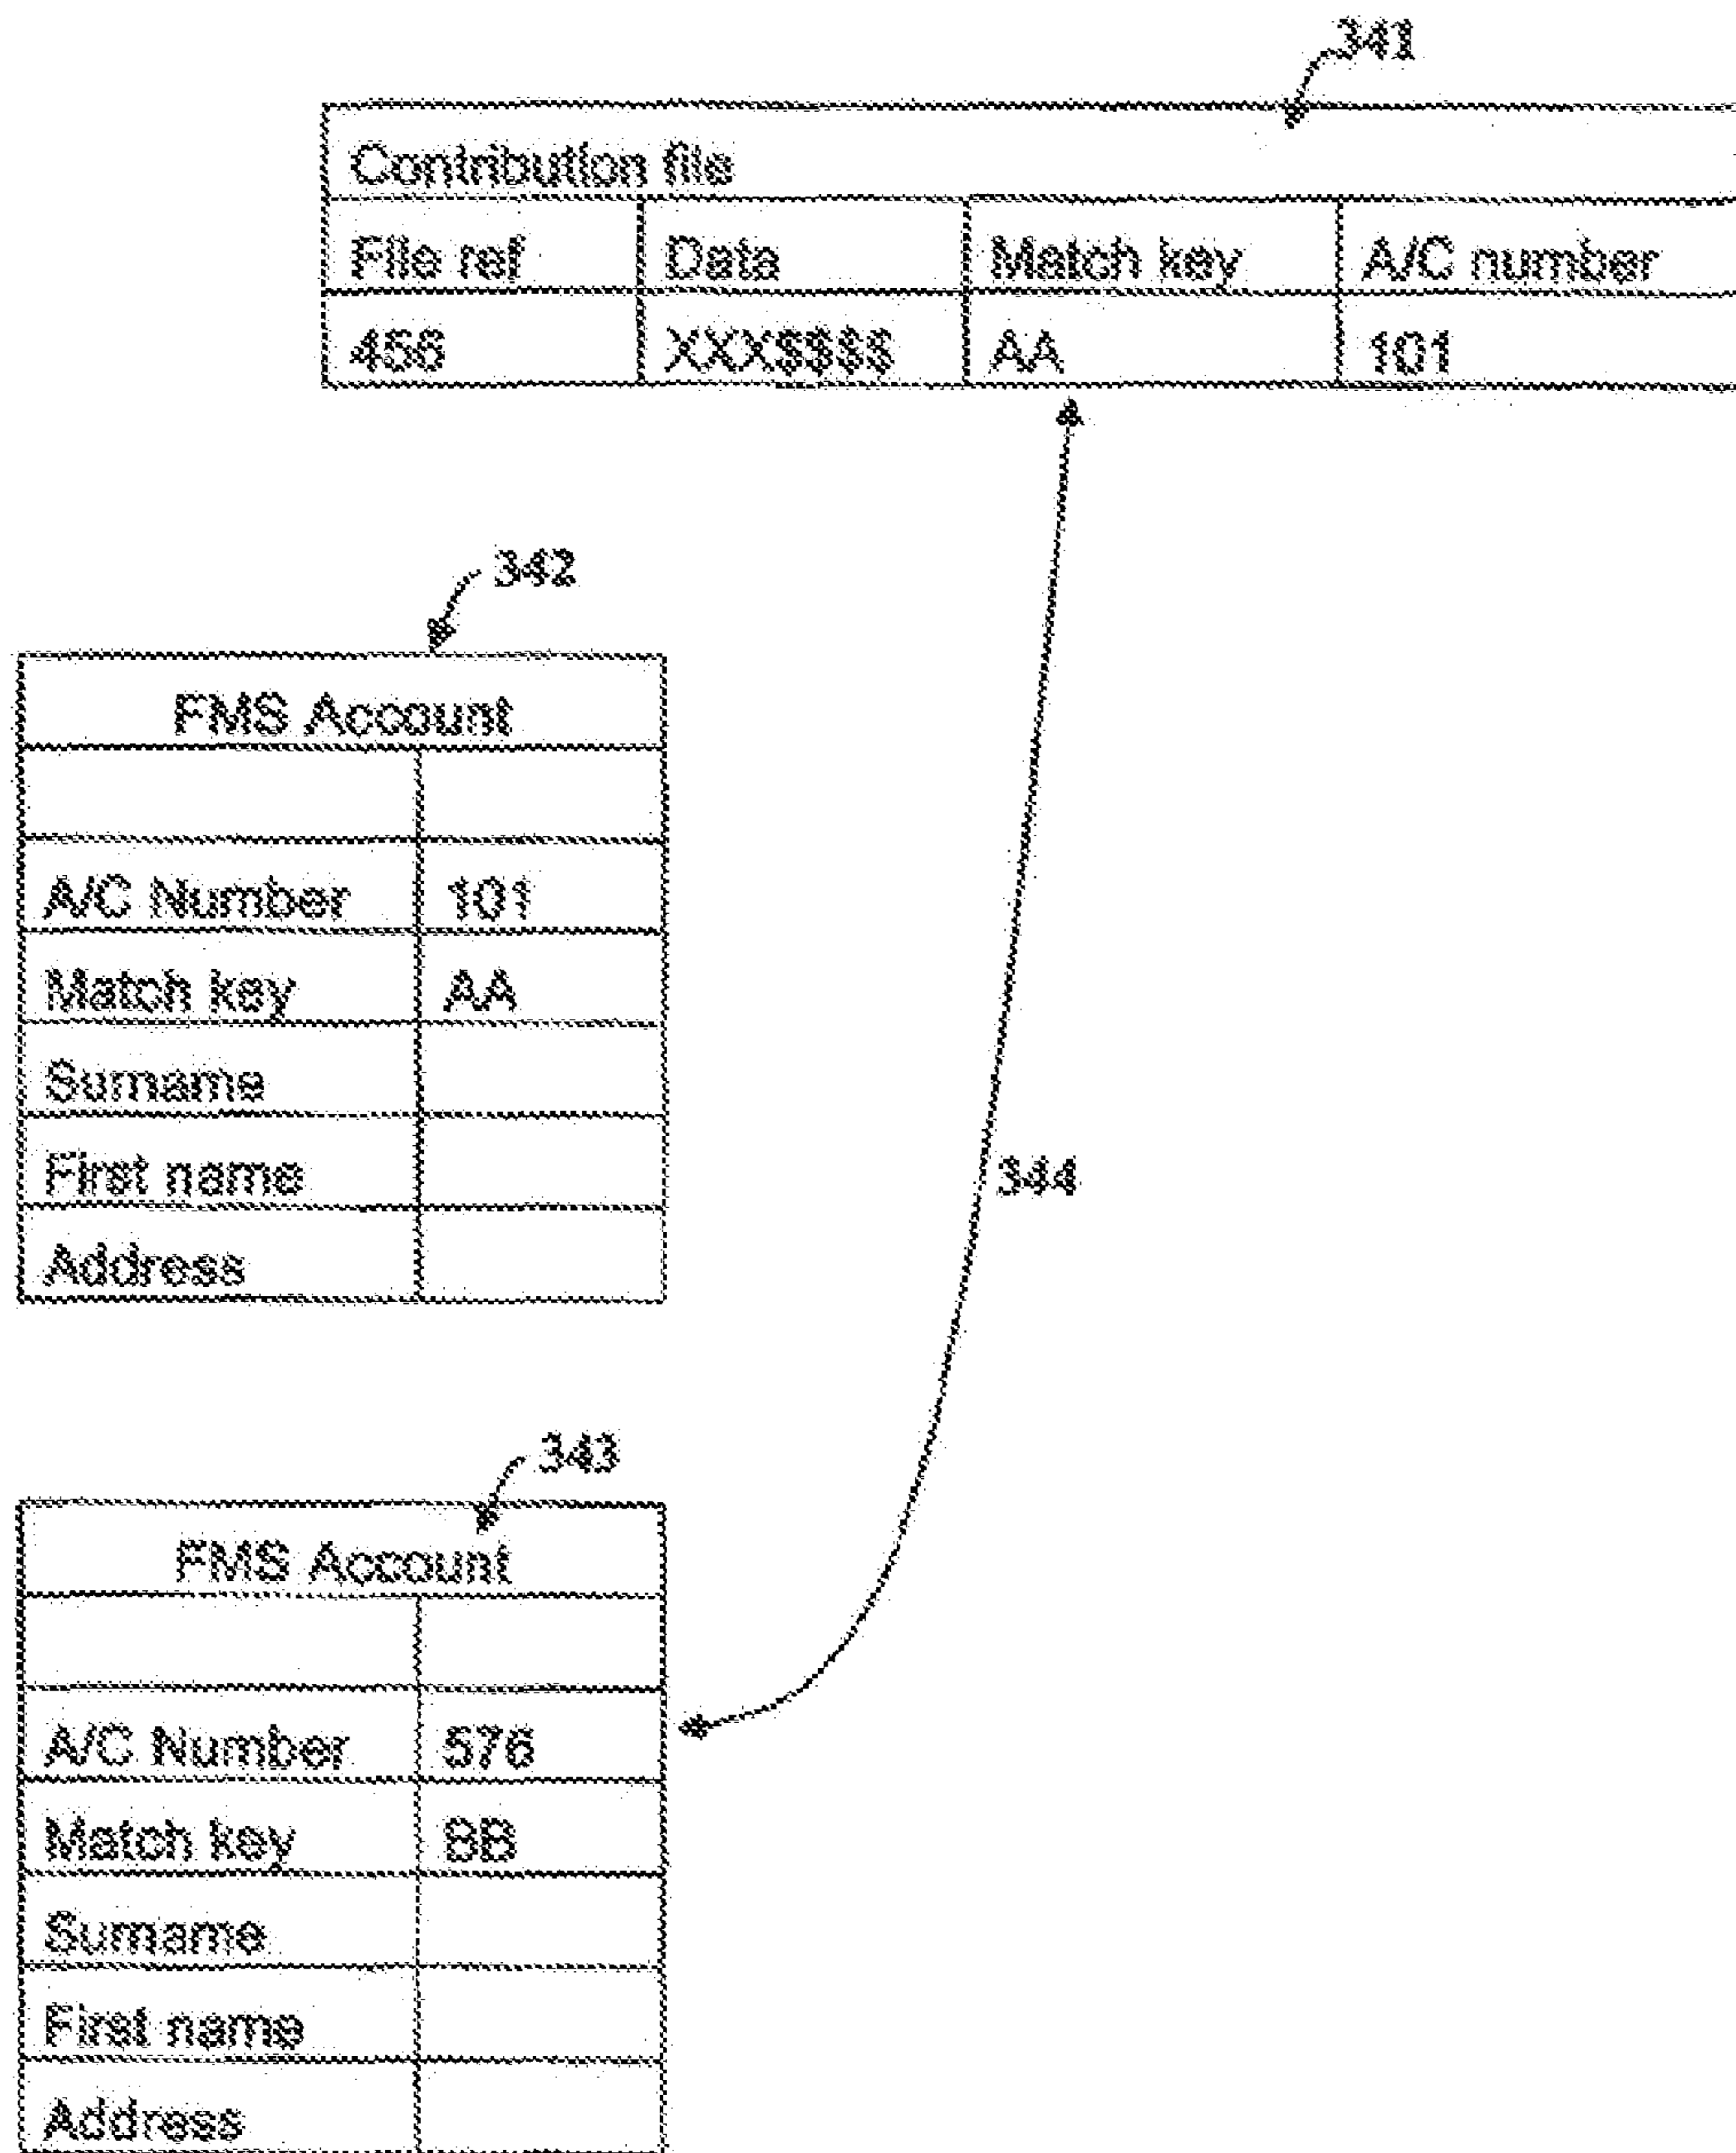 341
Contribution file
File ref Data Match key A/C number
456 XXX$$$$ AA 101
342
FMS Account
A/C Number 101
Match key AA
Surname
First name
Address
344
343
FMS Account
A/C Number 576
Match key BB
Surname
First name
Address